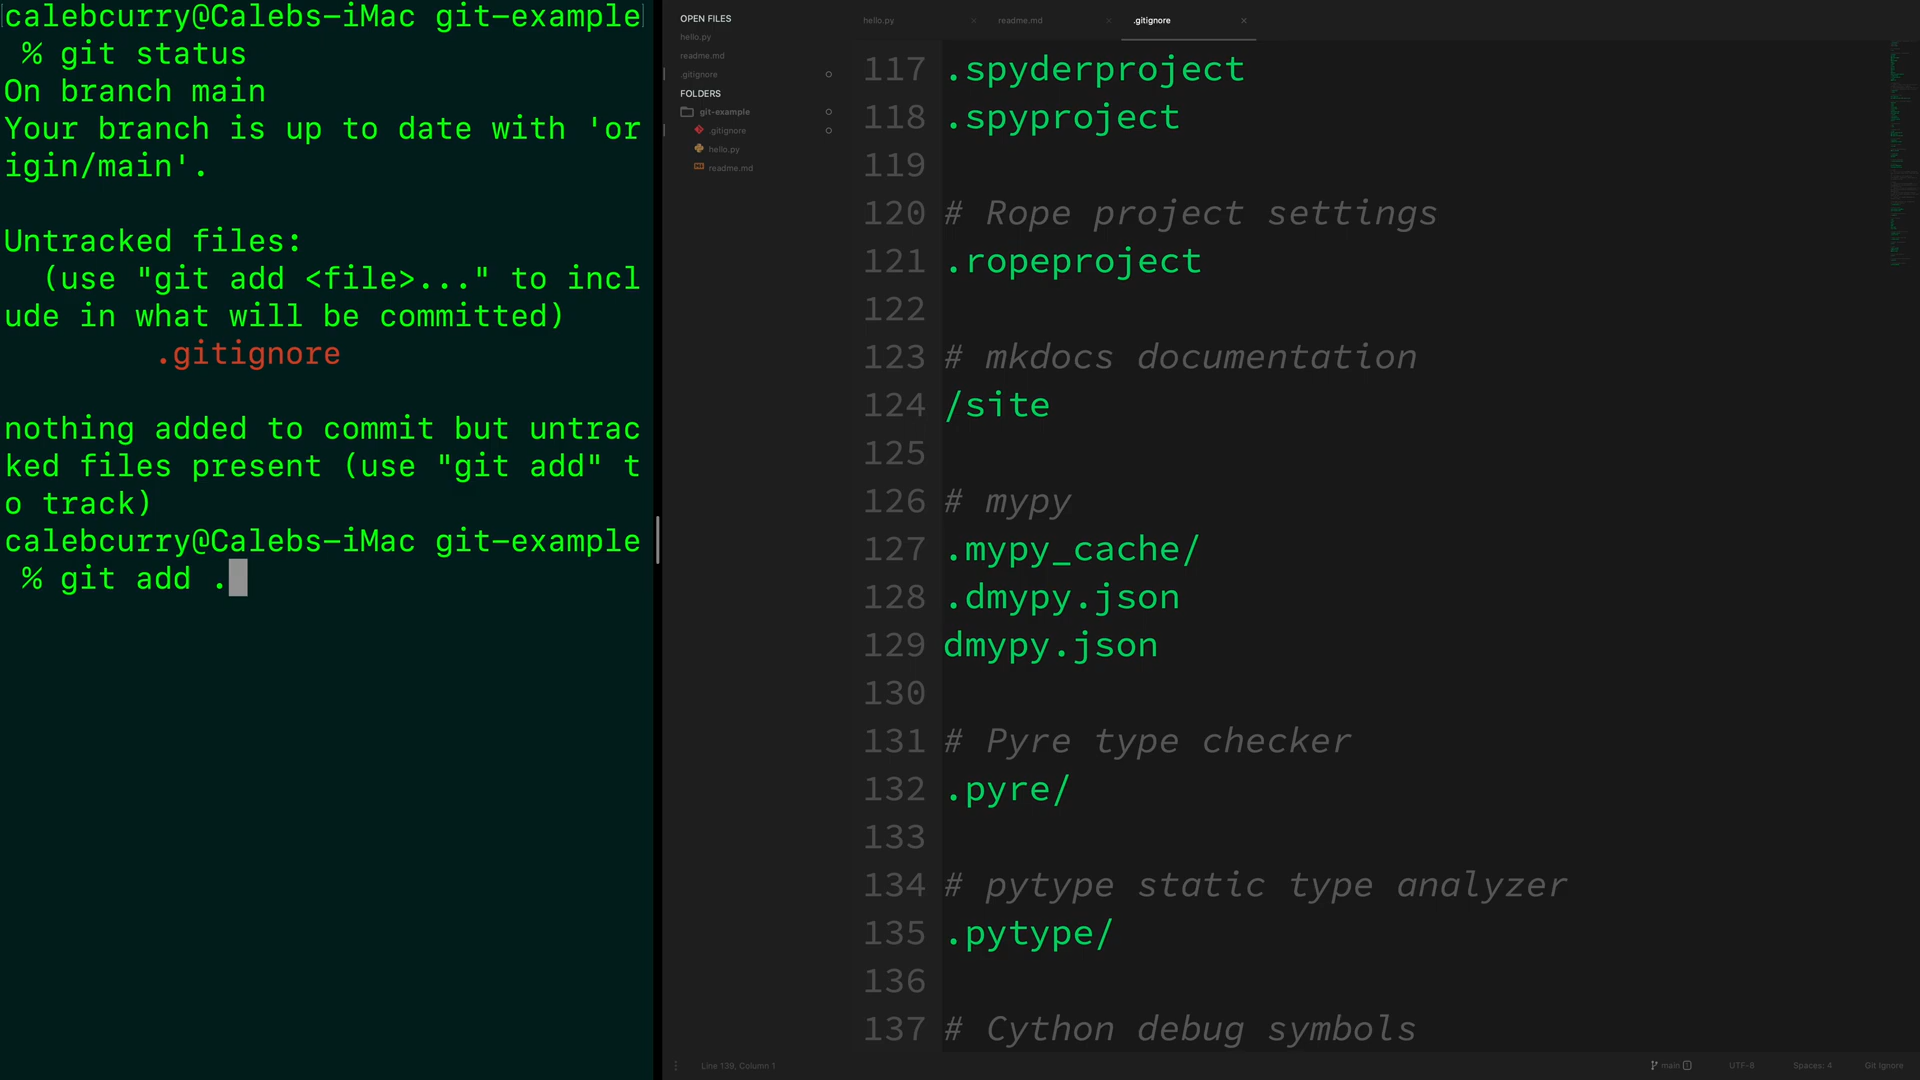 calebcurry@Calebs-iMac git-example
% git status
On branch main
Your branch is up to date with 'or
igin/main'.
Untracked files:
(use "git add <file>..." to incl
ude in what will be committed)
.gitignore
nothing added to commit but untrac
ked files present (use "git add" t
o track)
calebcurry@Calebs-iMac git-example
% git add .
OPEN FILES
hello.py
readme.md
.gitignore
FOLDERS
git-example
.gitignore
hello.py
readme.md
hello.py
readme.md
.gitignore
117 .spyderproject
118 .spyproject
119
120 # Rope project settings
121 .ropeproject
122
123 # mkdocs documentation
124 /site
125
126 # mypy
127 .mypy_cache/
128 .dmypy.json
129 dmypy.json
130
131 # Pyre type checker
132 .pyre/
133
134 # pytype static type analyzer
135 .pytype/
136
137 # Cython debug symbols
Line 139, Column 1
main 1
UTF-8
Spaces: 4
Git Ignore